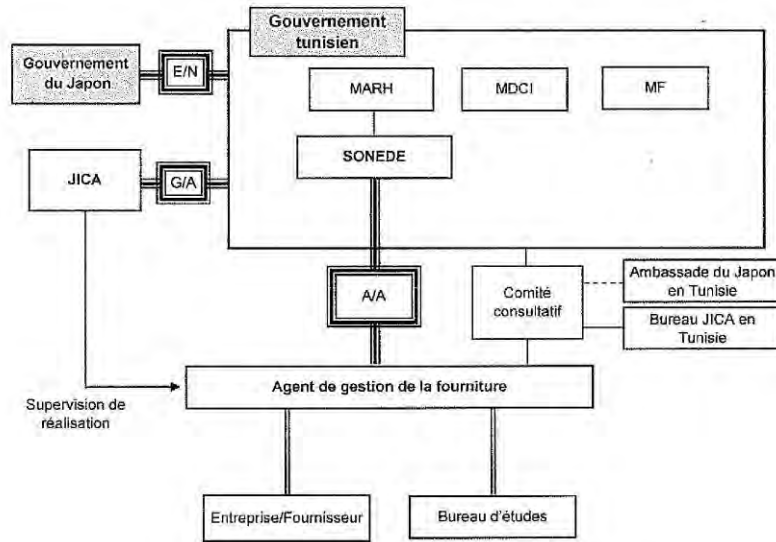 Gouvernement
tunisien
Gouvernement
du Japon
E/N
MARH
MDCI
MF
SONEDE
JICA
G/A
A/A
Comité
consultatif
Ambassade du Japon
en Tunisie
Bureau JICA en
Tunisie
Agent de gestion de la fourniture
Supervision de
réalisation
Entreprise/Fournisseur
Bureau d'études